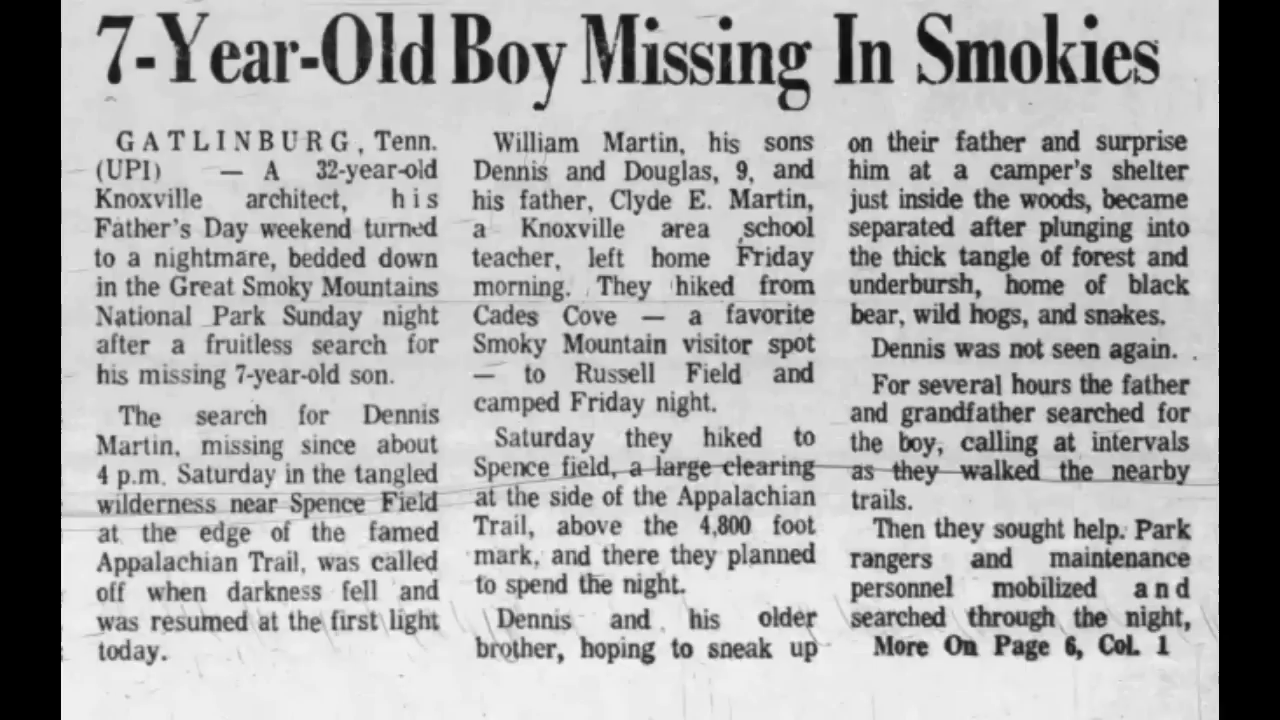 7-Year-Old Boy Missing In Smokies
GATLINBURG, Tenn.
(UPI) — A 32-year-old
Knoxville architect, his
Father's Day weekend turned
to a nightmare, bedded down
in the Great Smoky Mountains
National Park Sunday night
after a fruitless search for
his missing 7-year-old son.
The search for Dennis
Martin, missing since about
4 p.m. Saturday in the tangled
wilderness near Spence Field
at the edge of the famed
Appalachian Trail, was called
off when darkness fell and
was resumed at the first light
today.
William Martin, his sons
Dennis and Douglas, 9, and
his father, Clyde E. Martin,
a Knoxville area school
teacher, left home Friday
morning. They hiked from
Cades Cove — a favorite
Smoky Mountain visitor spot
— to Russell Field and
camped Friday night.
Saturday they hiked to
Spence field, a large clearing
at the side of the Appalachian
Trail, above the 4,800 foot
mark, and there they planned
to spend the night.
Dennis and his older
brother, hoping to sneak up
on their father and surprise
him at a camper's shelter
just inside the woods, became
separated after plunging into
the thick tangle of forest and
underbursh, home of black
bear, wild hogs, and snakes.
Dennis was not seen again.
For several hours the father
and grandfather searched for
the boy, calling at intervals
as they walked the nearby
trails.
Then they sought help. Park
rangers and maintenance
personnel mobilized and
searched through the night,
More On Page 6, Col. 1